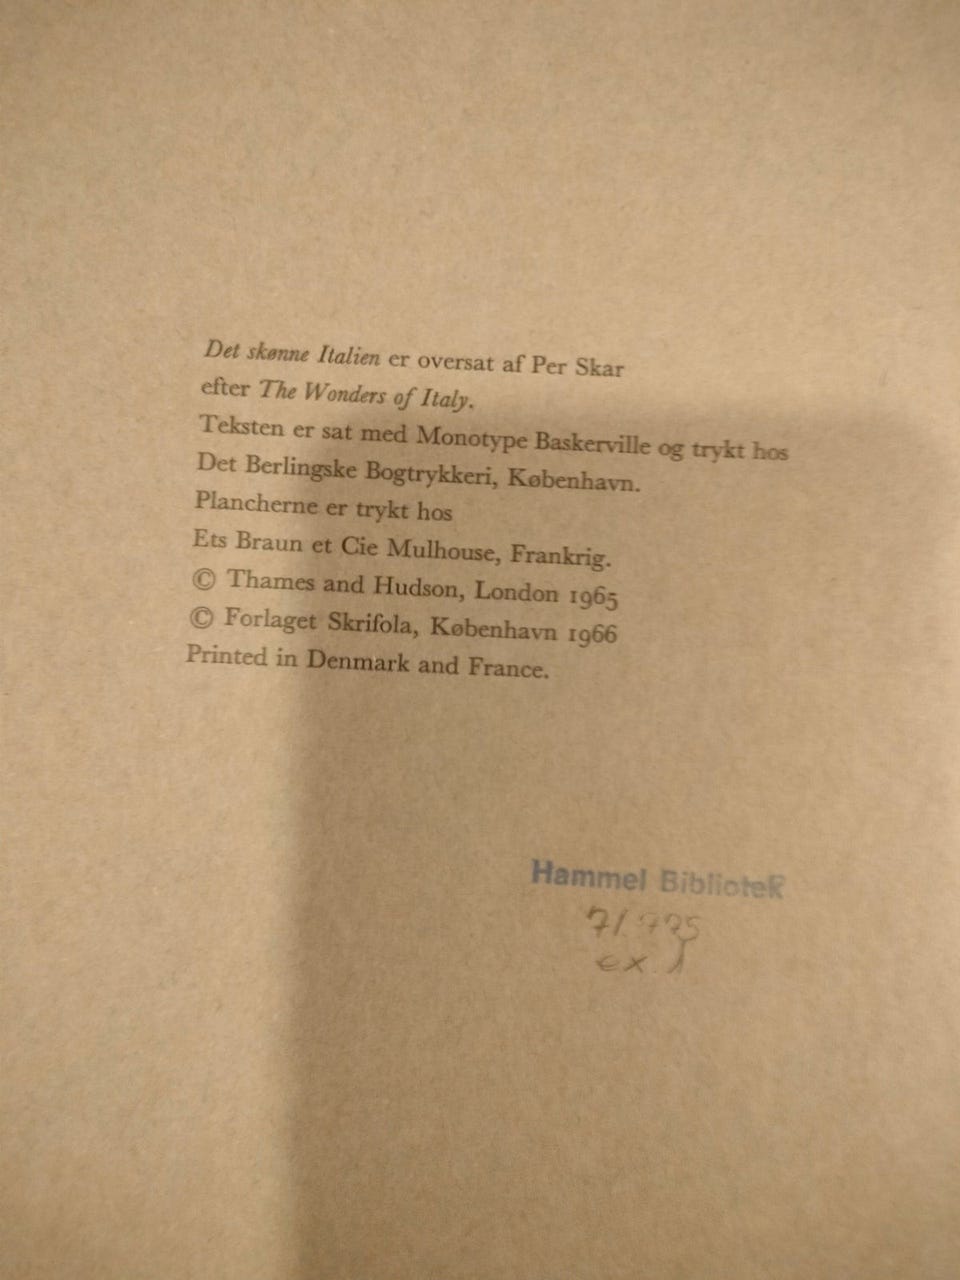 Det skønne Italien er oversat af Per Skar
efter The Wonders of Italy.
Teksten er sat med Monotype Baskerville og trykt hos
Det Berlingske Bogtrykkeri, København.
Plancherne er trykt hos
Ets Braun et Cie Mulhouse, Frankrig.
© Thames and Hudson, London 1965
© Forlaget Skrifola, København 1966
Printed in Denmark and France.
Hammel Bibliotek
ex